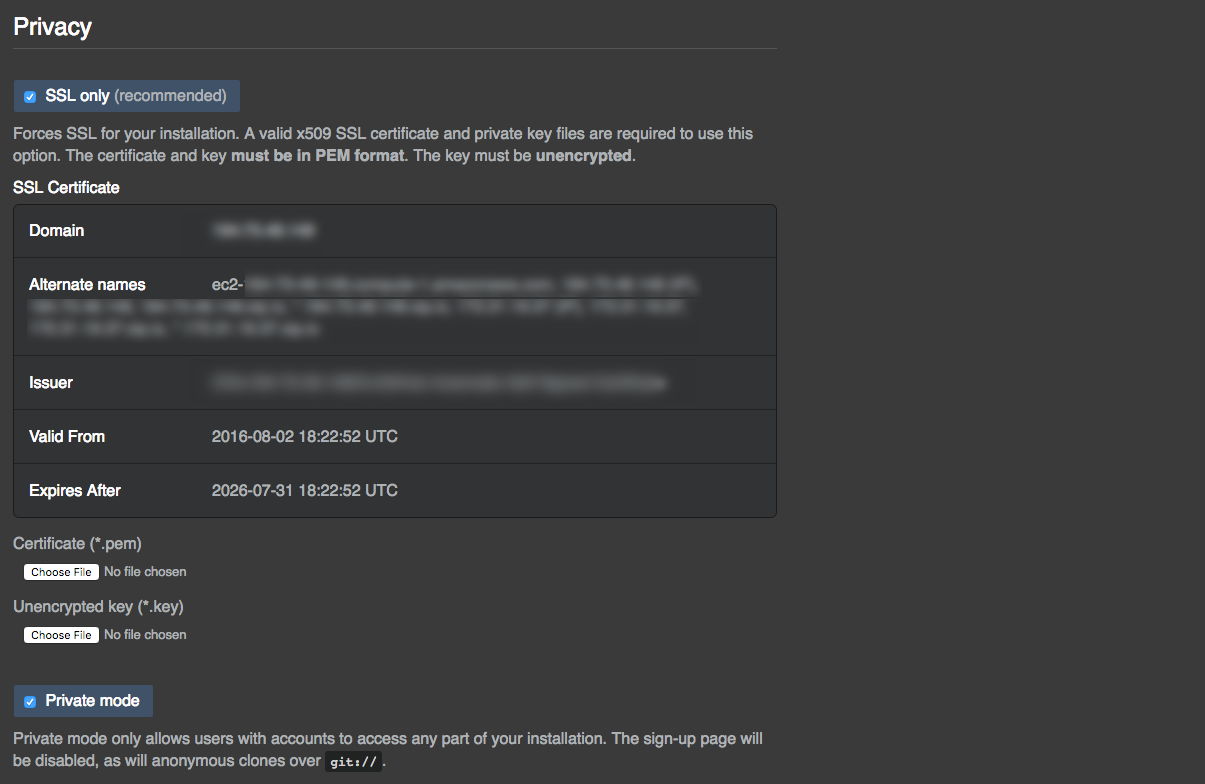 Privacy
SSL only (recommended)
Forces SSL for your installation. A valid x509 SSL certificate and private key files are required to use this
option. The certificate and key must be in PEM format. The key must be unencrypted.
SSL Certificate
Domain
Alternate names ec2-
Issuer
Valid From 2016-08-02 18:22:52 UTC
Expires After 2026-07-31 18:22:52 UTC
Certificate (*.pem)
Choose File No file chosen
Unencrypted key (*.key)
Choose File No file chosen
Private mode
Private mode only allows users with accounts to access any part of your installation. The sign-up page will
be disabled, as will anonymous clones over git:// .